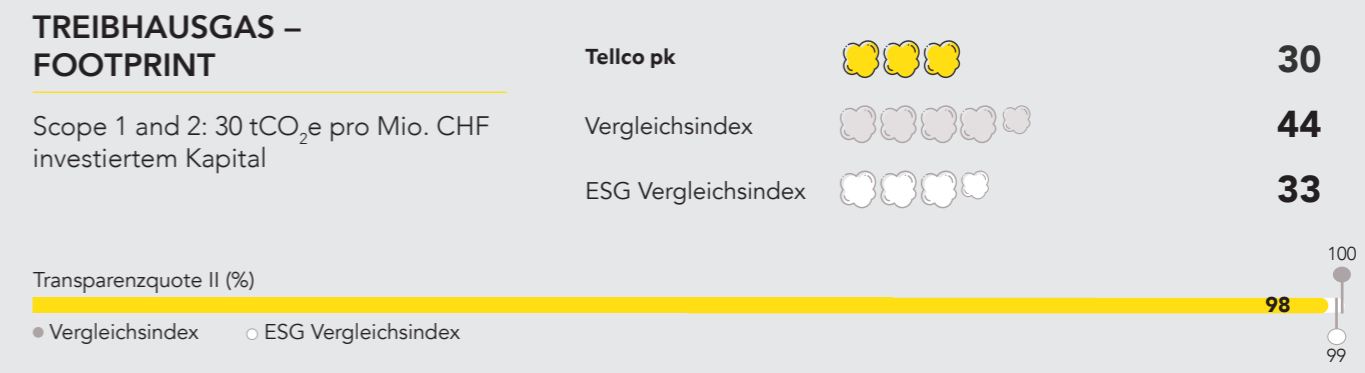 TREIBHAUSGAS –
FOOTPRINT
Scope 1 and 2: 30 tCO₂e pro Mio. CHF
investiertem Kapital
Tellco pk 30
Vergleichsindex 44
ESG Vergleichsindex 33
Transparenzquote II (%)
100
98
Vergleichsindex ESG Vergleichsindex
99